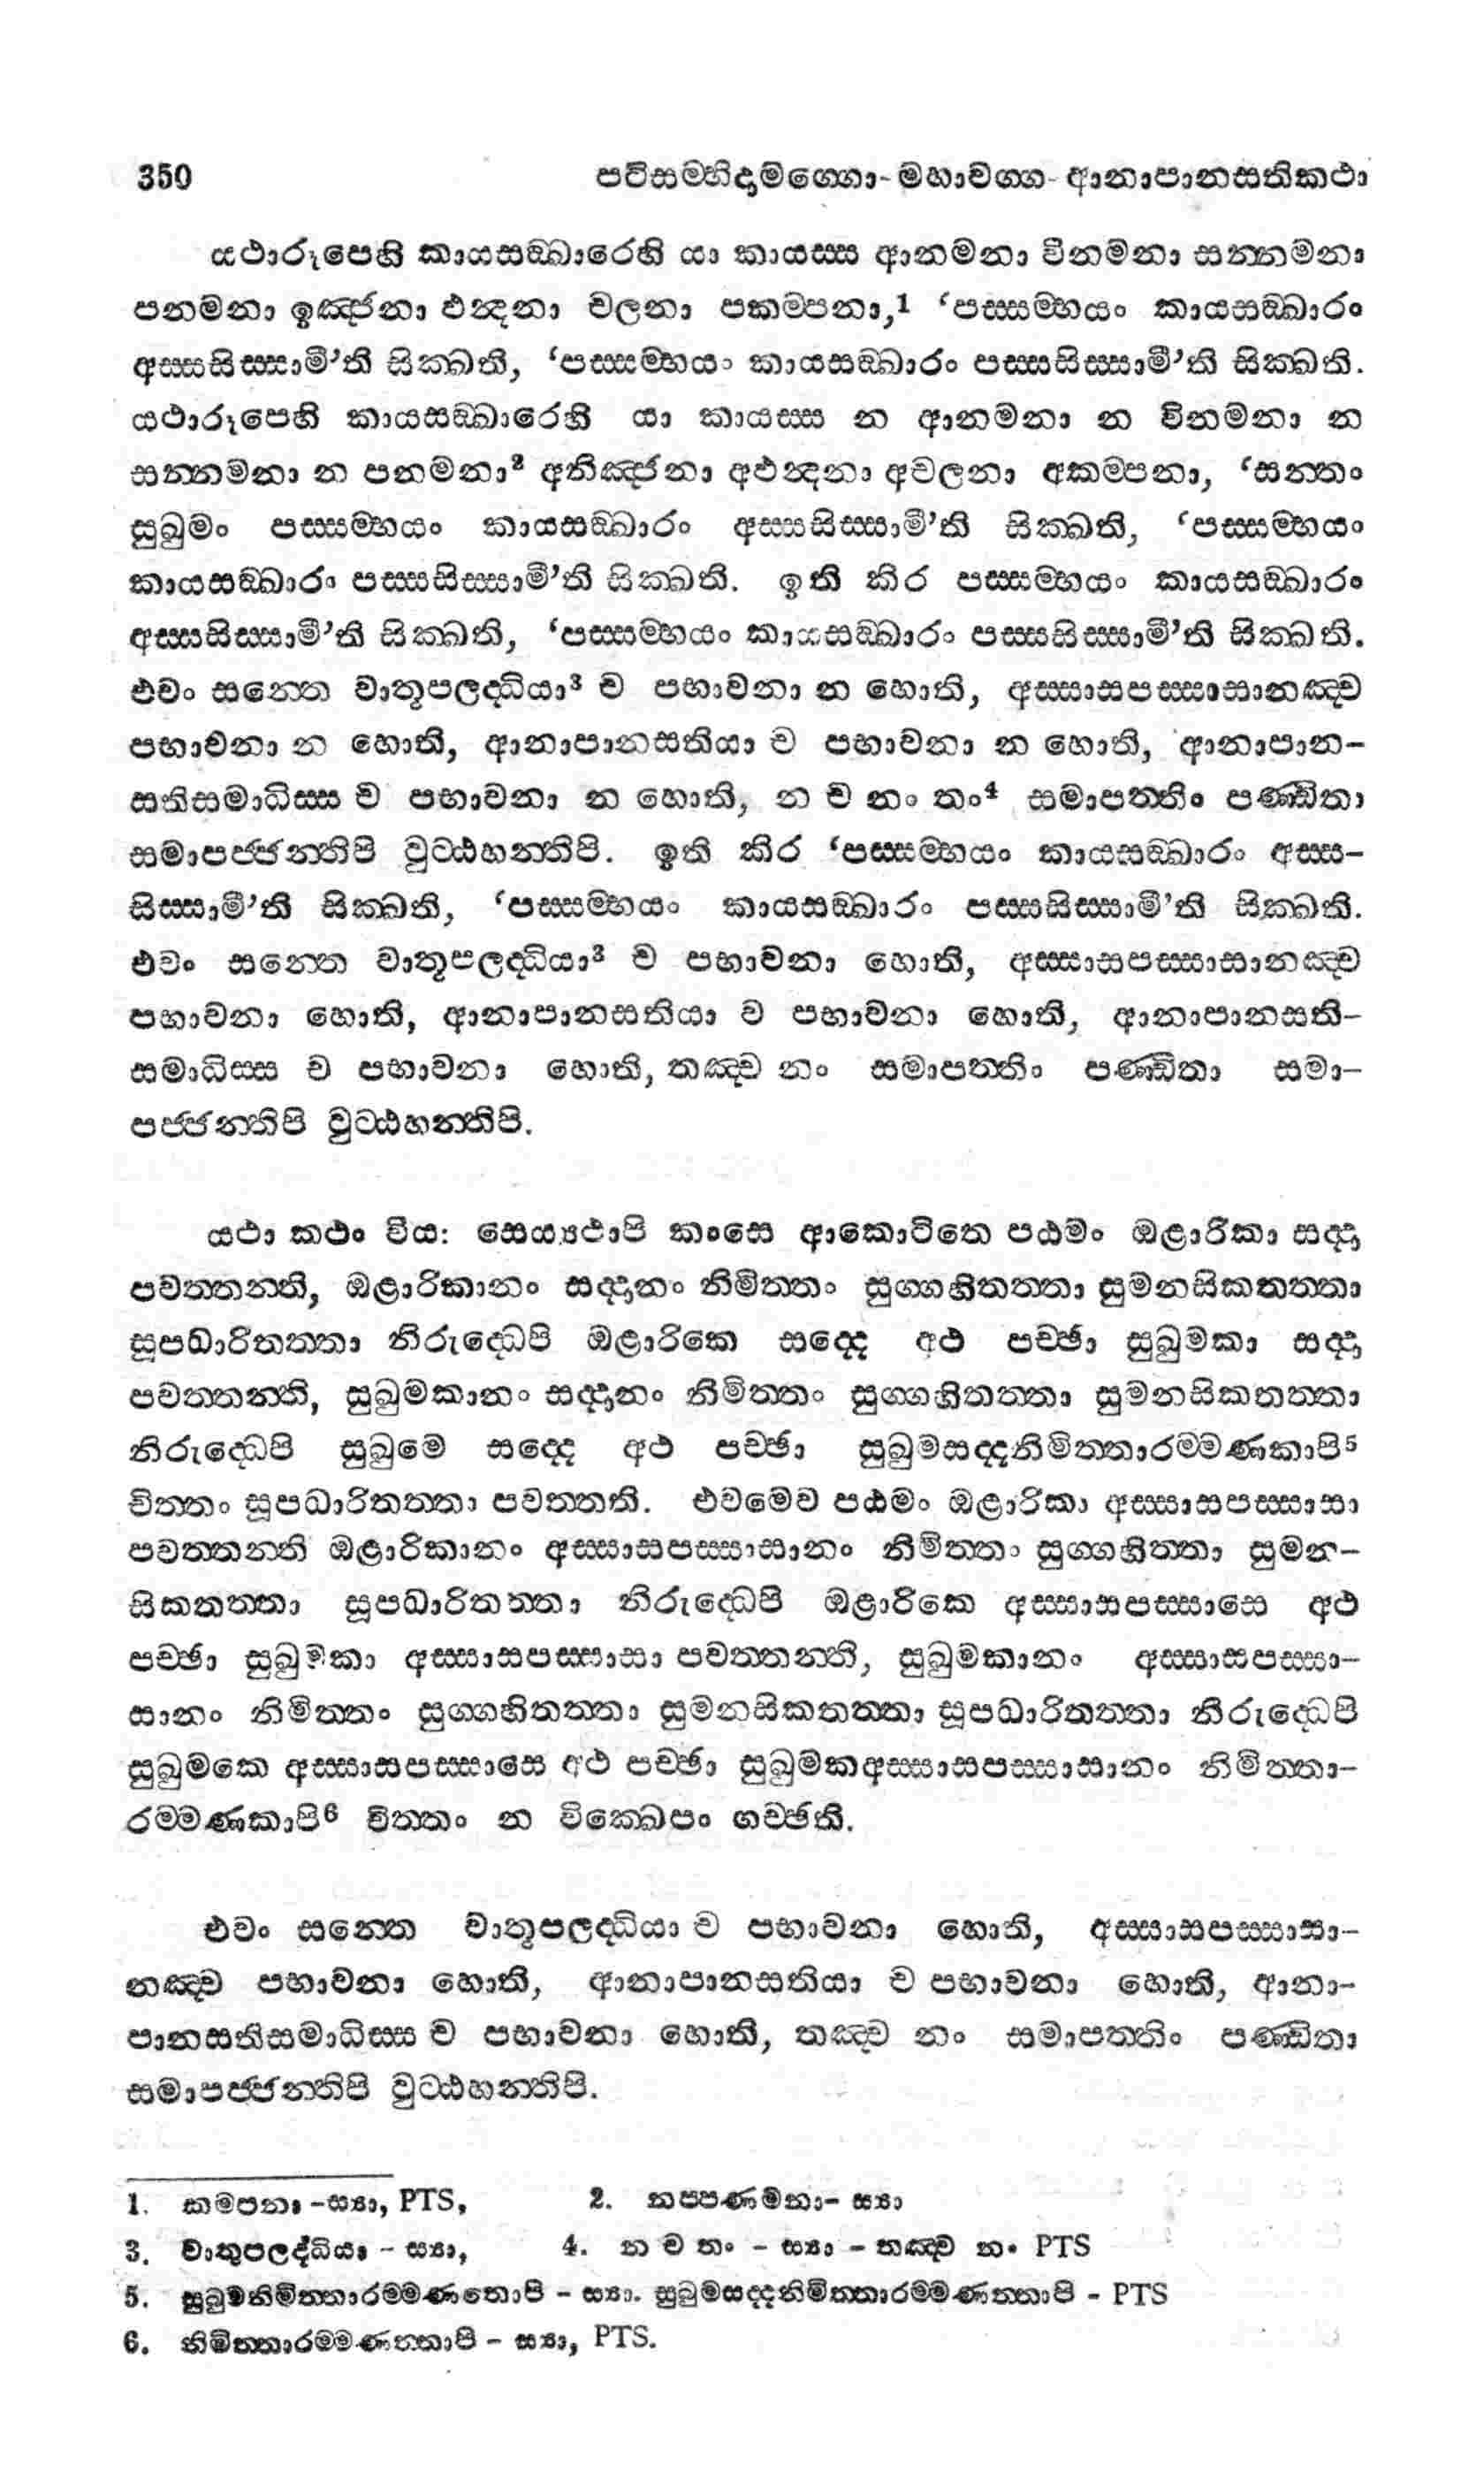 350 පටිසම්භිදාමග්ගො-මහාවග්ග- ආනාපානසතිකථා
යථාරූපෙහි කායසඞ්ඛාරෙහි යා කායස්ස ආනමනා විනමනා සන්නමනා
පනමනා ඉඤ්ජනා ඵන්දනා චලනා පකම්පනා,1 ‘පස්සම්භයං කායසඞ්ඛාරං
අස්සසිස්සාමී’ති සික්ඛති, ‘පස්සම්භයං කායසඞ්ඛාරං පස්සසිස්සාමී’ති සික්ඛති.
යථාරූපෙහි කායසඞ්ඛාරෙහි යා කායස්ස න ආනමනා න විනමනා න
සන්නමනා න පනමනා2 අනිඤ්ජනා අඵන්දනා අචලනා අකම්පනා, ‘සන්තං
සුඛුමං පස්සම්භයං කායසඞ්ඛාරං අස්සසිස්සාමී’ති සික්ඛති, ‘පස්සම්භයං
කායසඞ්ඛාරං පස්සසිස්සාමී’ති සික්ඛති. ඉති කිර පස්සම්භයං කායසඞ්ඛාරං
අස්සසිස්සාමී’ති සික්ඛති, ‘පස්සම්භයං කායසඞ්ඛාරං පස්සසිස්සාමී’ති සික්ඛති.
එවං සන්තෙ වාතූපලද්ධියා3 ච පභාවනා න හොති, අස්සාසපස්සාසානඤ්ච
පභාවනා න හොති, ආනාපානසතියා ච පභාවනා න හොති, ආනාපාන-
සතිසමාධිස්ස ච පභාවනා න හොති, න ච නං තං4 සමාපත්තිං පණ්ඩිතා
සමාපජ්ජන්තිපි වුට්ඨහන්තිපි. ඉති කිර ‘පස්සම්භයං කායසඞ්ඛාරං අස්ස-
සිස්සාමී’ති සික්ඛති, ‘පස්සම්භයං කායසඞ්ඛාරං පස්සසිස්සාමී’ති සික්ඛති.
එවං සන්තෙ වාතූපලද්ධියා3 ච පභාවනා හොති, අස්සාසපස්සාසානඤ්ච
පභාවනා හොති, ආනාපානසතියා ච පභාවනා හොති, ආනාපානසති-
සමාධිස්ස ච පභාවනා හොති, තඤ්ච නං සමාපත්තිං පණ්ඩිතා සමා-
පජ්ජන්තිපි වුට්ඨහන්තිපි.
යථා කථං විය: සෙය්‍යථාපි කංසෙ ආකොටිතෙ පඨමං ඔළාරිකා සද්දා
පවත්තන්ති, ඔළාරිකානං සද්දානං නිමිත්තං සුග්ගහිතත්තා සුමනසිකතත්තා
සූපධාරිතත්තා නිරුද්ධෙපි ඔළාරිකෙ සද්දෙ අථ පච්ඡා සුඛුමකා සද්දා
පවත්තන්ති, සුඛුමකානං සද්දානං නිමිත්තං සුග්ගහිතත්තා සුමනසිකතත්තා
නිරුද්ධෙපි සුඛුමෙ සද්දෙ අථ පච්ඡා සුඛුමසද්දනිමිත්තාරම්මණකාපි5
චිත්තං සූපධාරිතත්තා පවත්තති. එවමෙව පඨමං ඔළාරිකා අස්සාසපස්සාසා
පවත්තන්ති ඔළාරිකානං අස්සාසපස්සාසානං නිමිත්තං සුග්ගහිත්තා සුමන-
සිකතත්තා සූපධාරිතත්තා නිරුද්ධෙපි ඔළාරිකෙ අස්සාසපස්සාසෙ අථ
පච්ඡා සුඛුමකා අස්සාසපස්සාසා පවත්තන්ති, සුඛුමකානං අස්සාසපස්සා-
සානං නිමිත්තං සුග්ගහිතත්තා සුමනසිකතත්තා සූපධාරිතත්තා නිරුද්ධෙපි
සුඛුමකෙ අස්සාසපස්සාසෙ අථ පච්ඡා සුඛුමකඅස්සාසපස්සාසානං නිමිත්තා-
රම්මණකාපි6 චිත්තං න වික්ඛෙපං ගච්ඡති.
එවං සන්තෙ වාතූපලද්ධියා ච පභාවනා හොති, අස්සාසපස්සාසා-
නඤ්ච පභාවනා හොති, ආනාපානසතියා ච පභාවනා හොති, ආනා-
පානසතිසමාධිස්ස ච පභාවනා හොති, තඤ්ච නං සමාපත්තිං පණ්ඩිතා
සමාපජ්ජන්තිපි වුට්ඨහන්තිපි.
1. කම්පනා -ස්‍යා, PTS, 2. නප්පණමනා- ස්‍යා
3. වාතුපලද්ධියා - ස්‍යා, 4. න ච තං - ස්‍යා - තඤ්ච න• PTS
5. සුඛුමනිමිත්තාරම්මණතොපි - ස්‍යා. සුඛුමසද්දනිමිත්තාරම්මණත්තාපි - PTS
6. නිමිත්තාරම්මණත්තාපි - ස්‍යා, PTS.